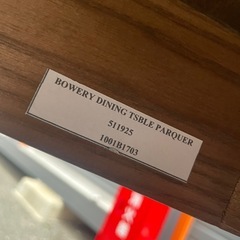 BOWERY DINING TSBLE PARQUER
511925
1001B1703